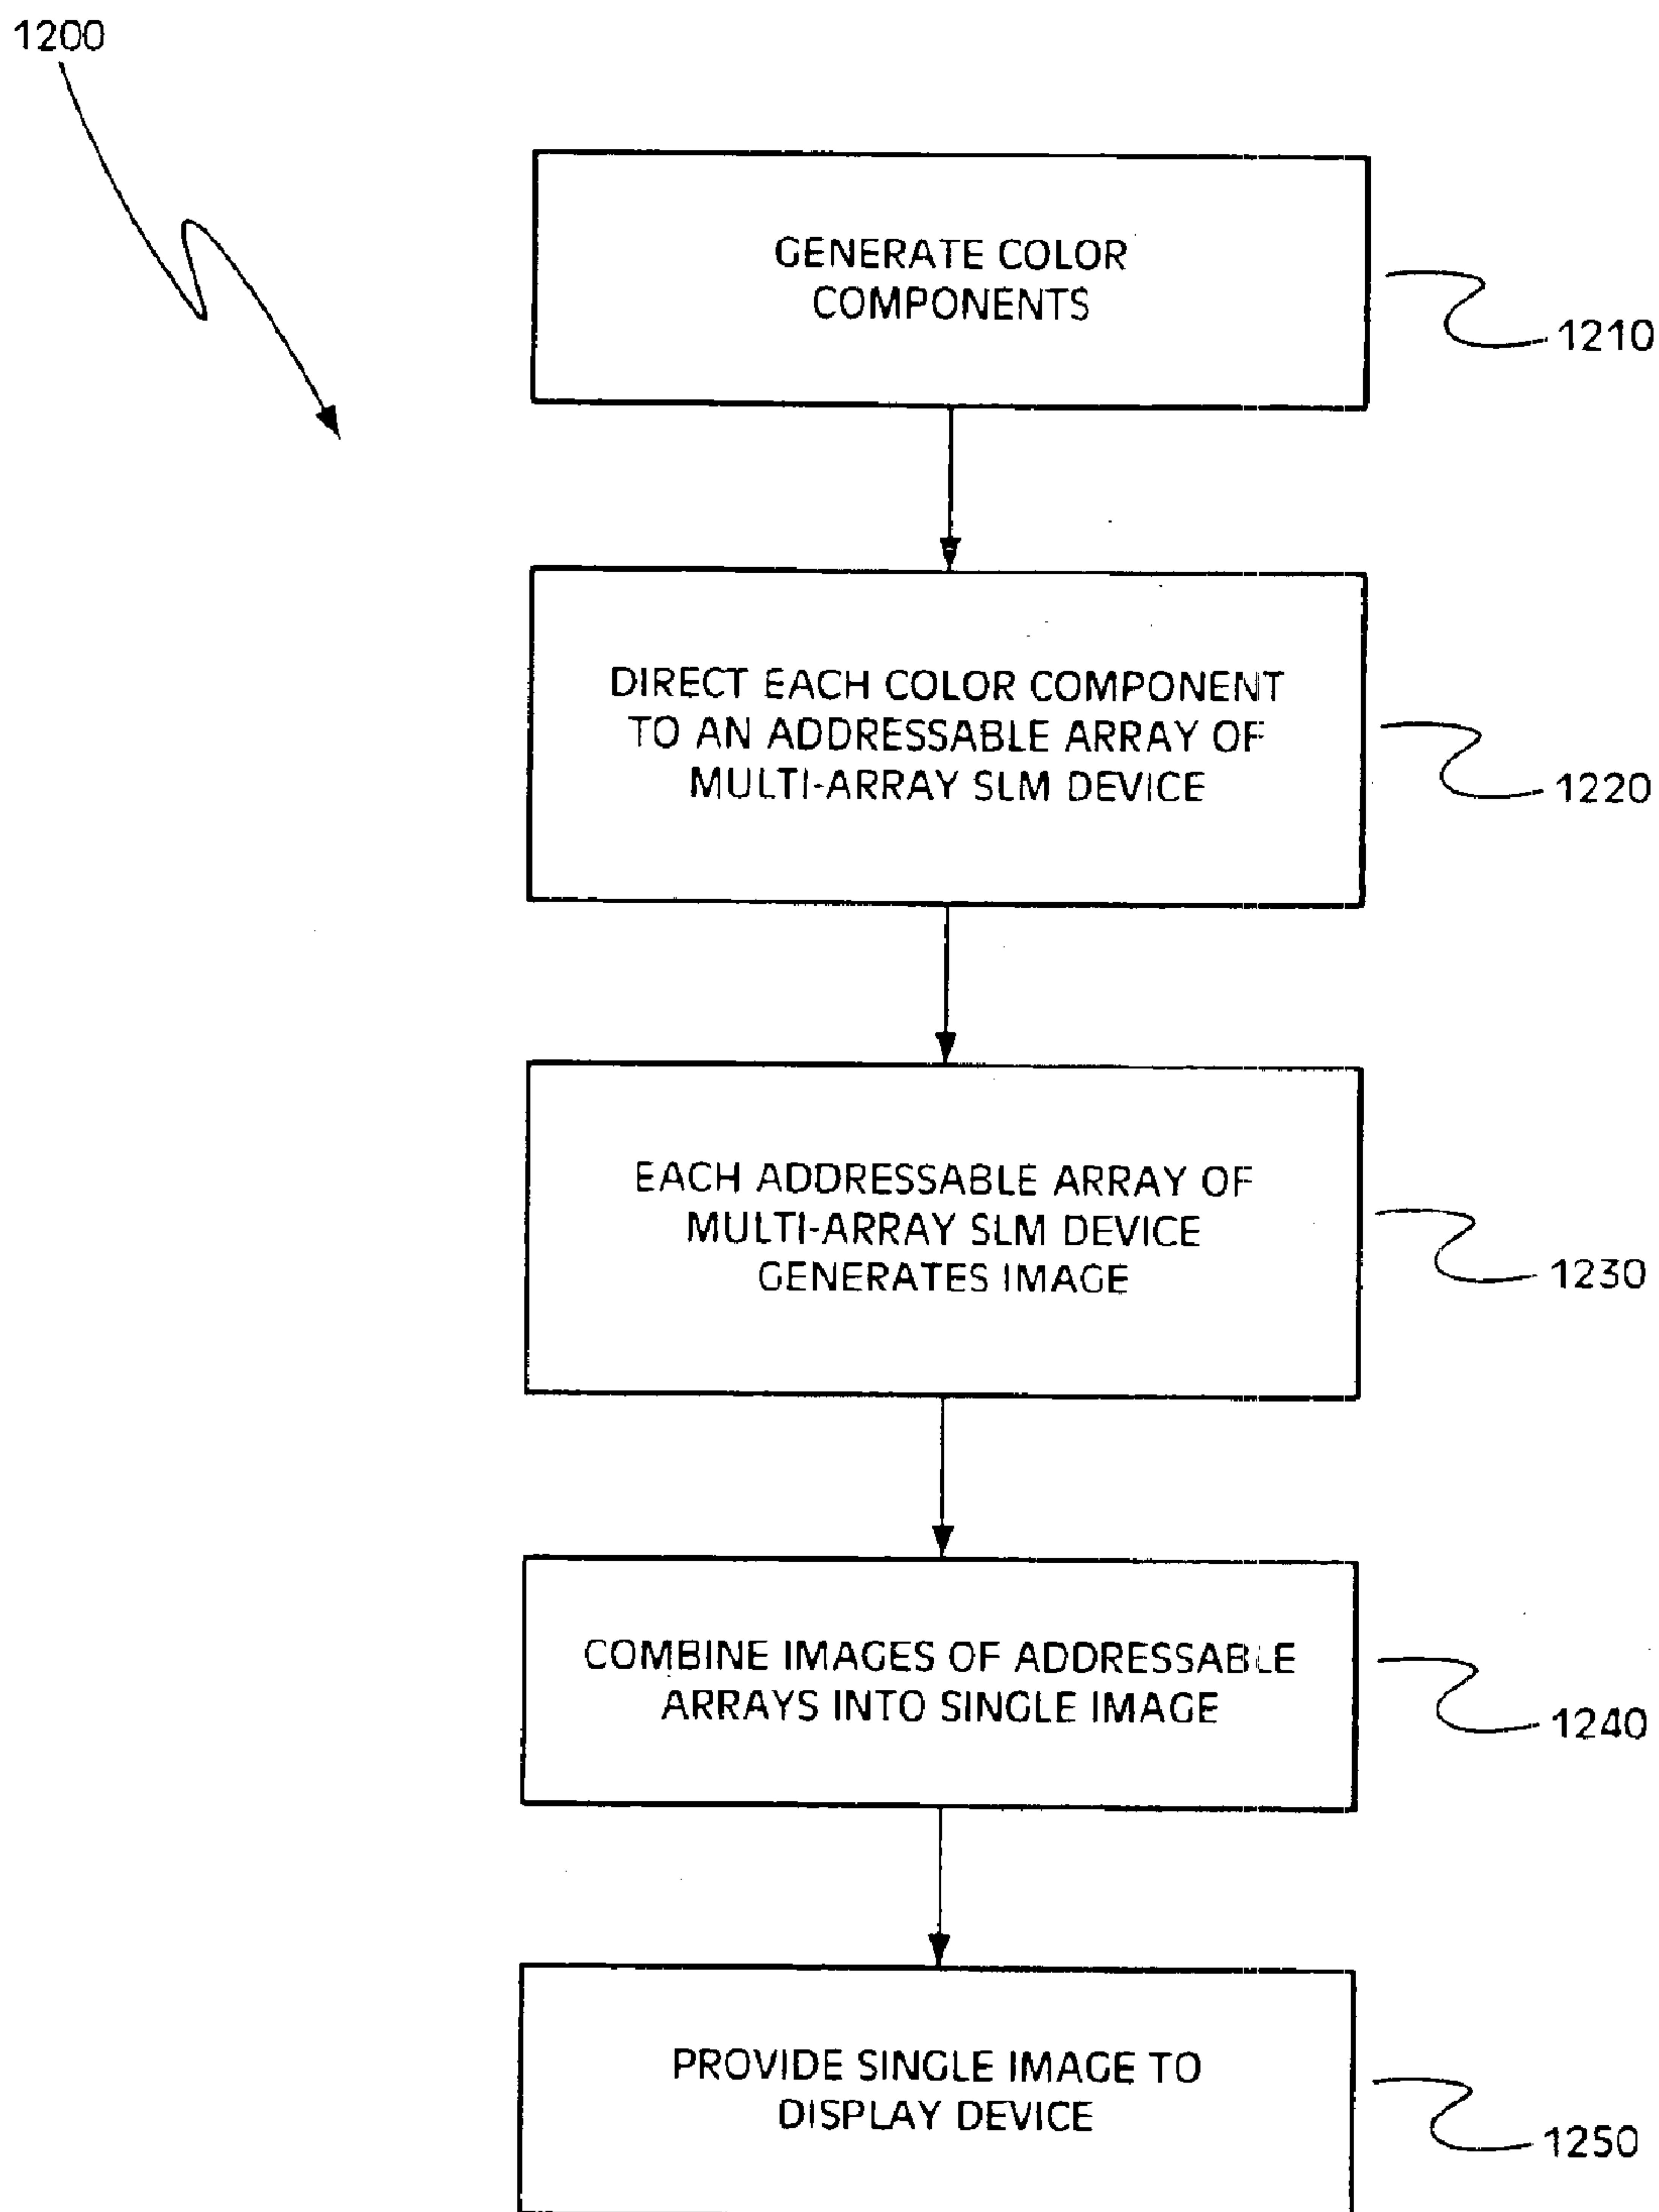 1200
GENERATE COLOR
COMPONENTS
1210
DIRECT EACH COLOR COMPONENT
TO AN ADDRESSABLE ARRAY OF
MULTI-ARRAY SLM DEVICE
1220
EACH ADDRESSABLE ARRAY OF
MULTI-ARRAY SLM DEVICE
GENERATES IMAGE
1230
COMBINE IMAGES OF ADDRESSABLE
ARRAYS INTO SINGLE IMAGE
1240
PROVIDE SINGLE IMAGE TO
DISPLAY DEVICE
1250